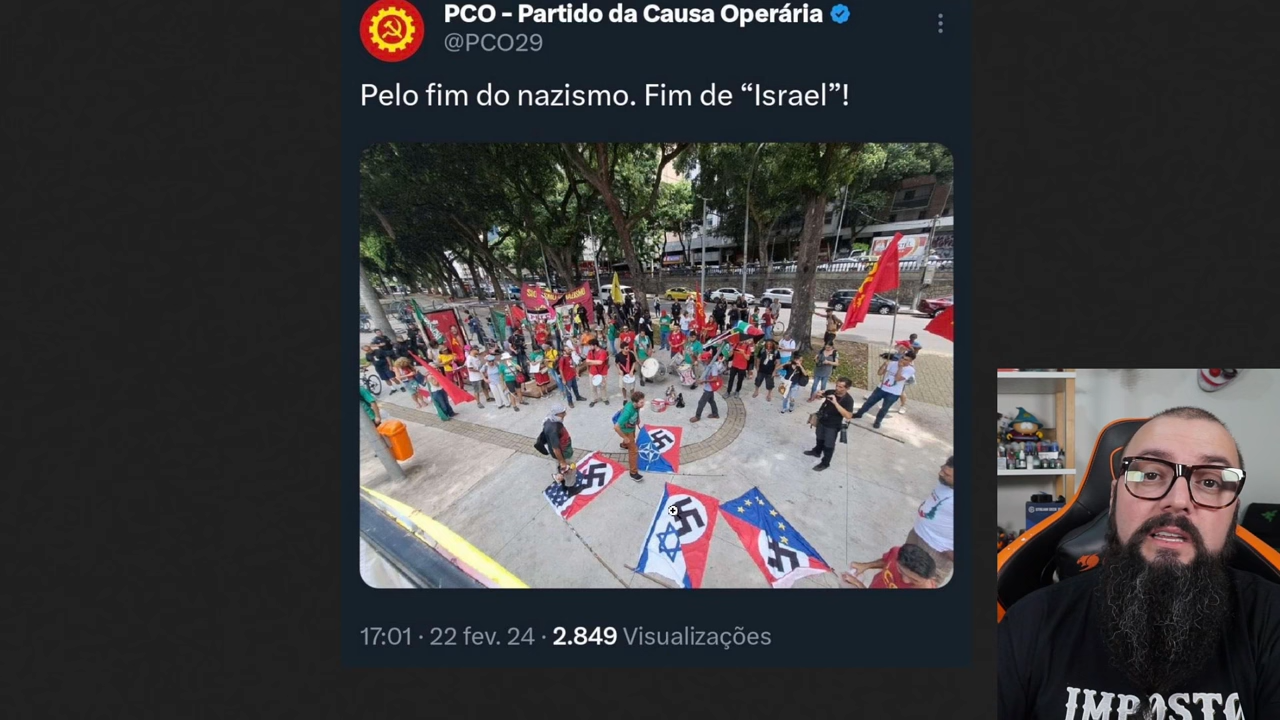 PCO - Partido da Causa Operária
@PCO29
Pelo fim do nazismo. Fim de “Israel”!
17:01 · 22 fev. 24 · 2.849 Visualizações
IMPOSTO